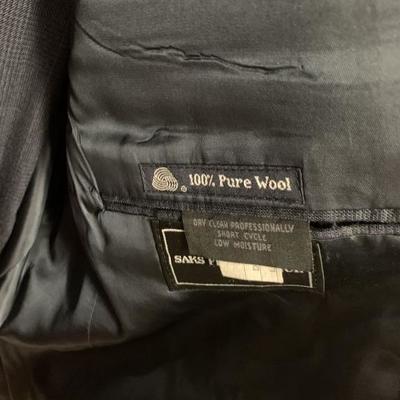 ® 100% Pure Wool
DRY CLEAN PROFESSIONALLY
SHORT CYCLE
LOW MOISTURE
SAKS